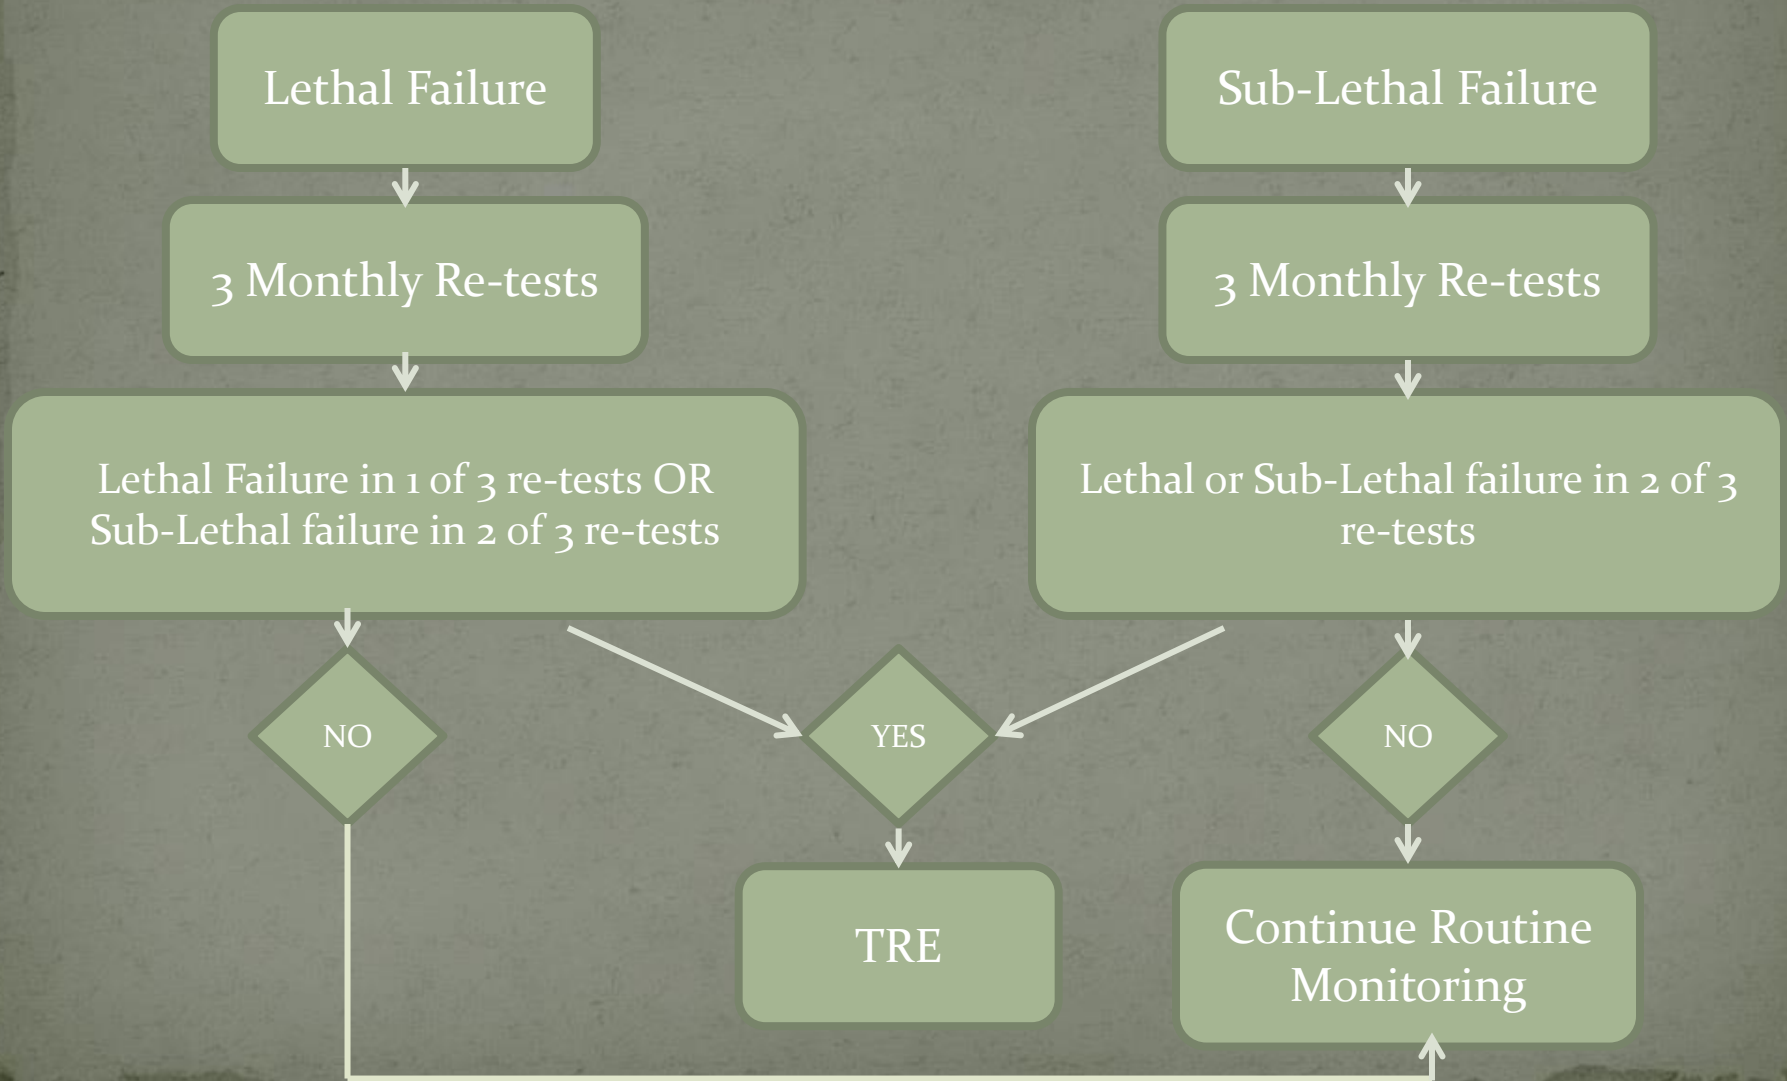 Lethal Failure
Sub-Lethal Failure
3 Monthly Re-tests
3 Monthly Re-tests
Lethal Failure in 1 of 3 re-tests OR
Sub-Lethal failure in 2 of 3 re-tests
Lethal or Sub-Lethal failure in 2 of 3
re-tests
NO
YES
NO
TRE
Continue Routine
Monitoring